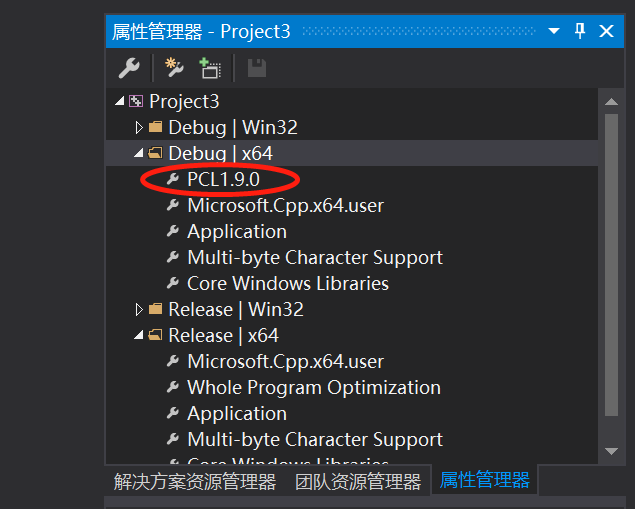 属性管理器 - Project3
Project3
Debug | Win32
Debug | x64
PCL1.9.0
Microsoft.Cpp.x64.user
Application
Multi-byte Character Support
Core Windows Libraries
Release | Win32
Release | x64
Microsoft.Cpp.x64.user
Whole Program Optimization
Application
Multi-byte Character Support
Core Windows Libraries
解决方案资源管理器 团队资源管理器 属性管理器